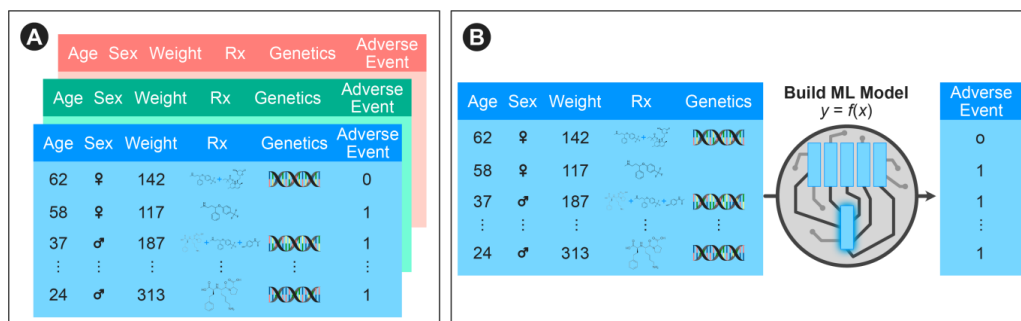 A
Age Sex Weight Rx Genetics Adverse Event
Age Sex Weight Rx Genetics Adverse Event
Age Sex Weight Rx Genetics Adverse Event
62 ♀ 142 0
58 ♀ 117 1
37 ♂ 187 1
⋮ ⋮ ⋮ ⋮ ⋮ ⋮
24 ♂ 313 1
B
Age Sex Weight Rx Genetics
62 ♀ 142
58 ♀ 117
37 ♂ 187
⋮ ⋮ ⋮ ⋮ ⋮
24 ♂ 313
Build ML Model
y = f(x)
Adverse
Event
o
1
1
⋮
1